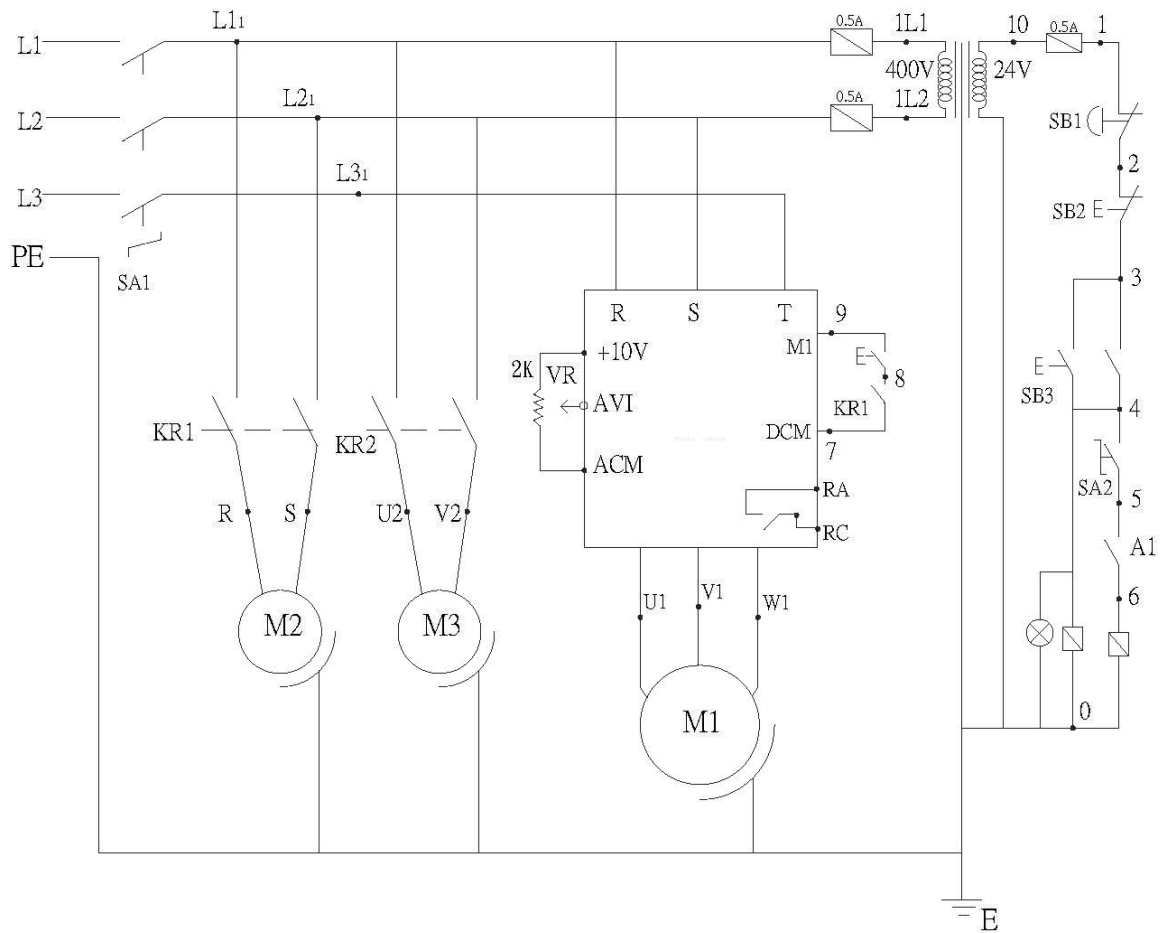 L1₁
0.5A
1L1
10
0.5A
1
L1
400V
24V
L2₁
0.5A
1L2
L2
SB1
2
L3₁
L3
SB2
PE
SA1
3
R
S
T
9
M1
+10V
2K
VR
8
SB3
AVI
KR1
4
KR1
KR2
DCM
7
ACM
SA2
RA
5
R
S
U2
V2
RC
A1
U1
V1
W1
6
M2
M3
0
M1
E